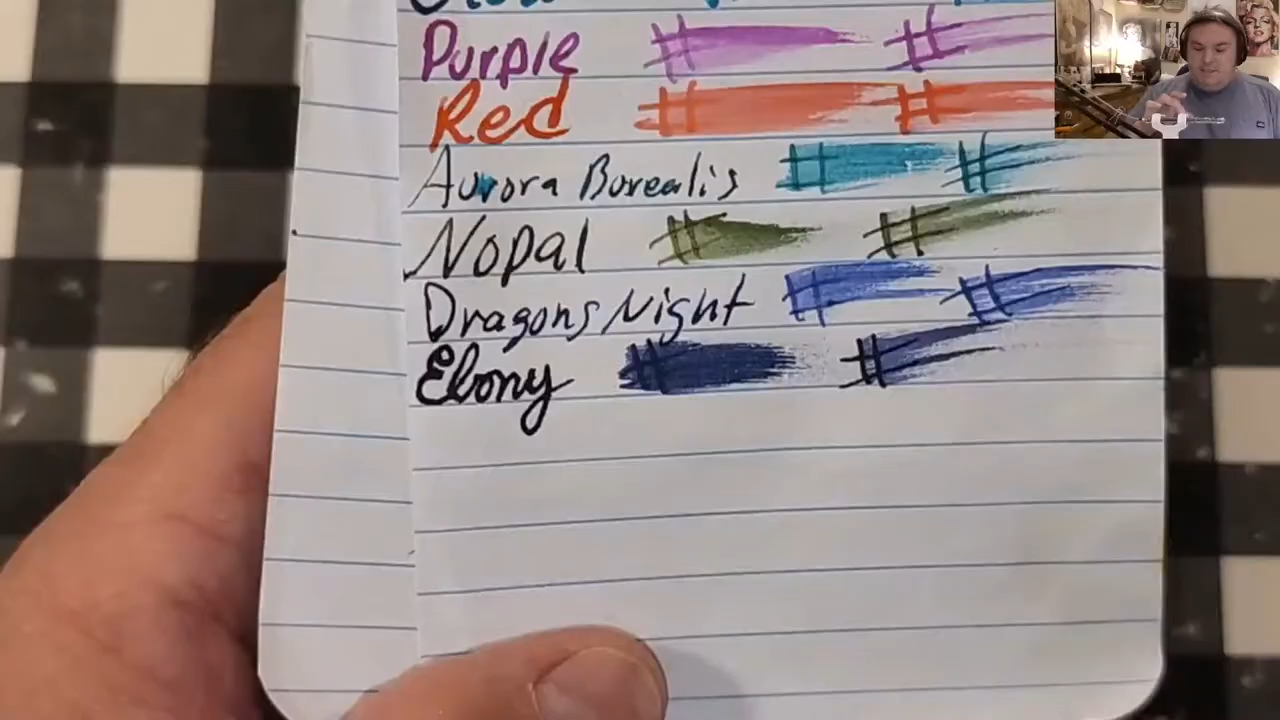 Purple # #
Red # #
Aurora Borealis # #
Nopal # #
Dragons Night # #
Ebony # #